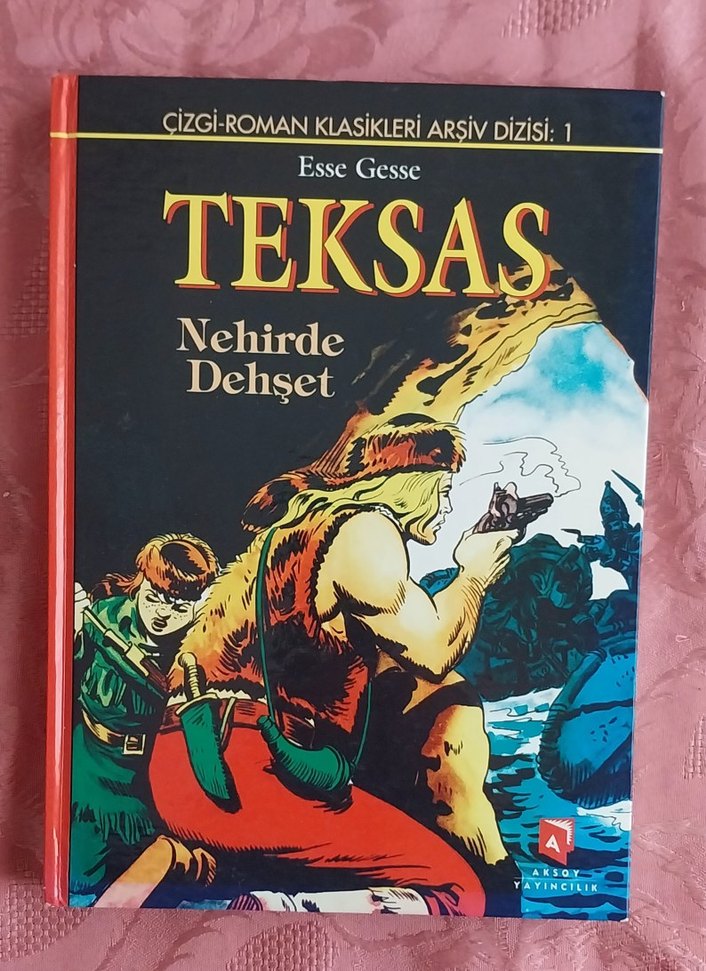 ÇİZGİ-ROMAN KLASİKLERİ ARŞİV DİZİSİ: 1
Esse Gesse
TEKSAS
Nehirde
Dehşet
A
AKSOY
YAYINCILIK